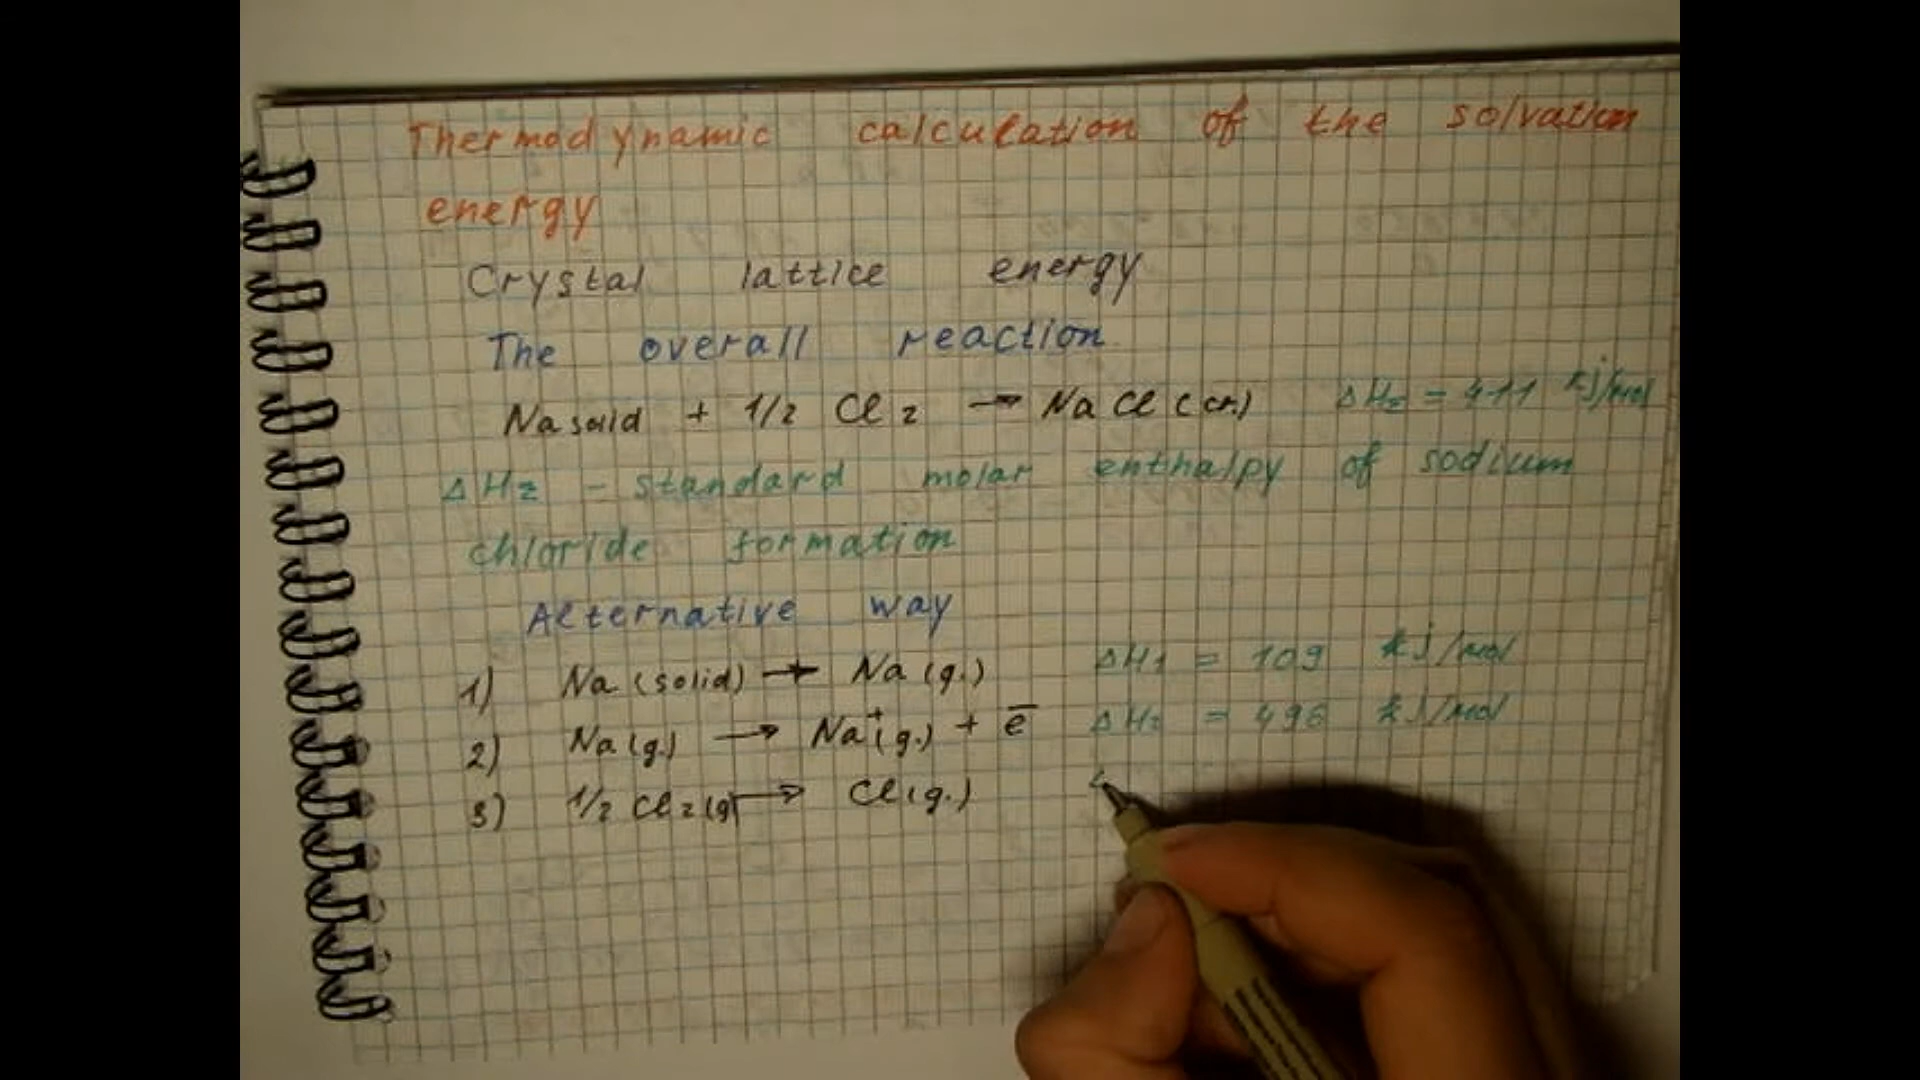 Thermodynamic calculation of the solvation
energy
Crystal lattice energy
The overall reaction
Na solid + 1/2 Cl2 → NaCl (cr.) ΔHΣ = 411 kj/mol
ΔHΣ - standard molar enthalpy of sodium
chloride formation
Alternative way
1) Na (solid) → Na (g.) ΔH1 = 109 kj/mol
2) Na (g.) → Na+ (g.) + e̅ ΔH2 = 496 kj/mol
3) 1/2 Cl2 (g) → Cl (g.)